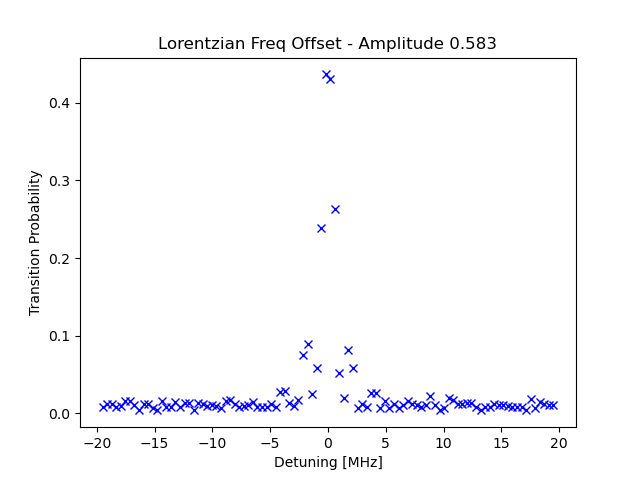 Lorentzian Freq Offset - Amplitude 0.583
Transition Probability
0.4
0.3
0.2
0.1
0.0
−20 −15 −10 −5 0 5 10 15 20
Detuning [MHz]